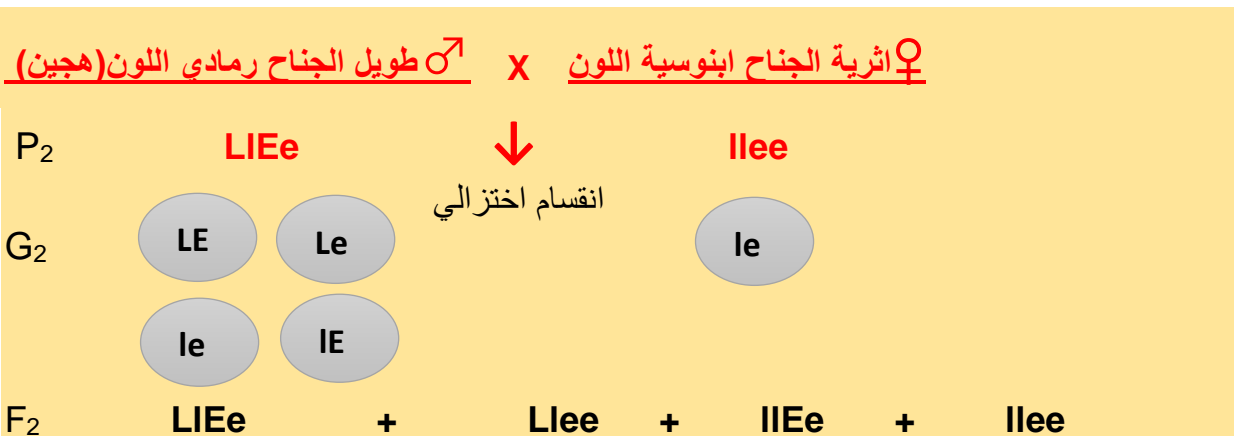 ♀اثرية الجناح ابنوسية اللون X ♂طويل الجناح رمادي اللون(هجين)
P₂ LlEe ↓ llee
انقسام اختزالي
G₂ LE Le le
le lE
F₂ LlEe + Llee + llEe + llee